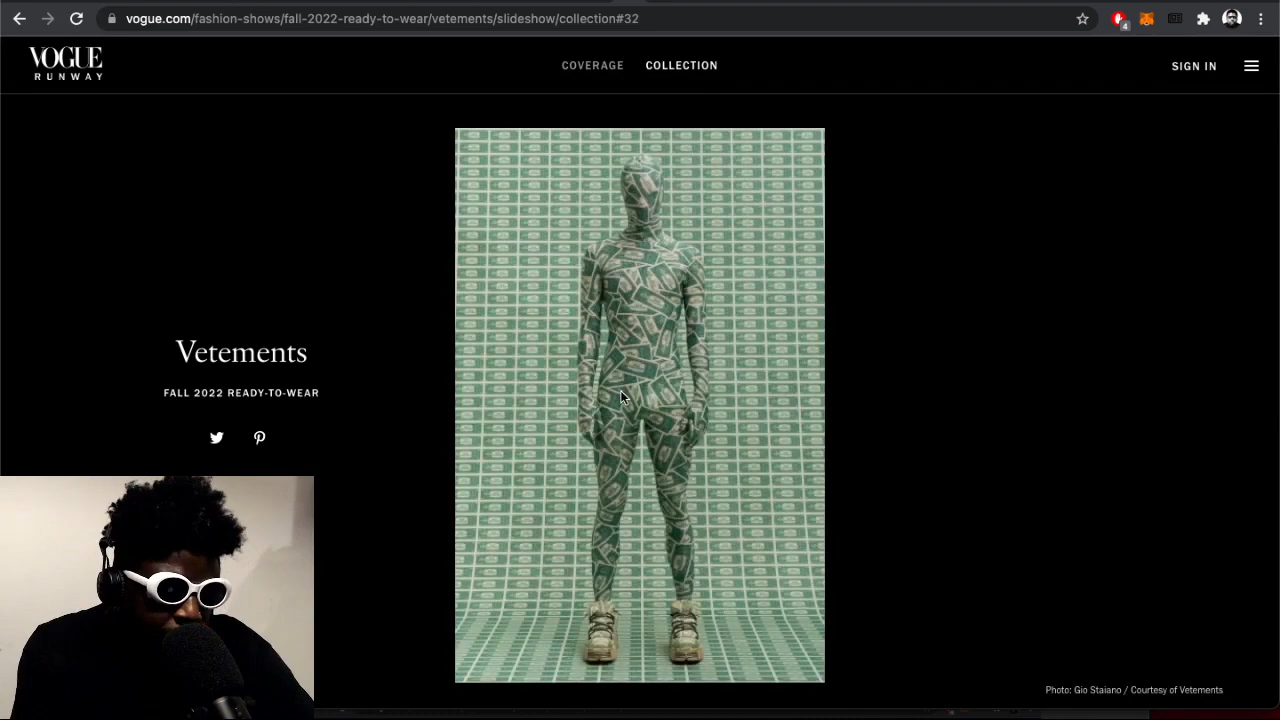 vogue.com/fashion-shows/fall-2022-ready-to-wear/vetements/slideshow/collection#32
4
VOGUE
RUNWAY
COVERAGE
COLLECTION
SIGN IN
Vetements
FALL 2022 READY-TO-WEAR
Photo: Gio Staiano / Courtesy of Vetements